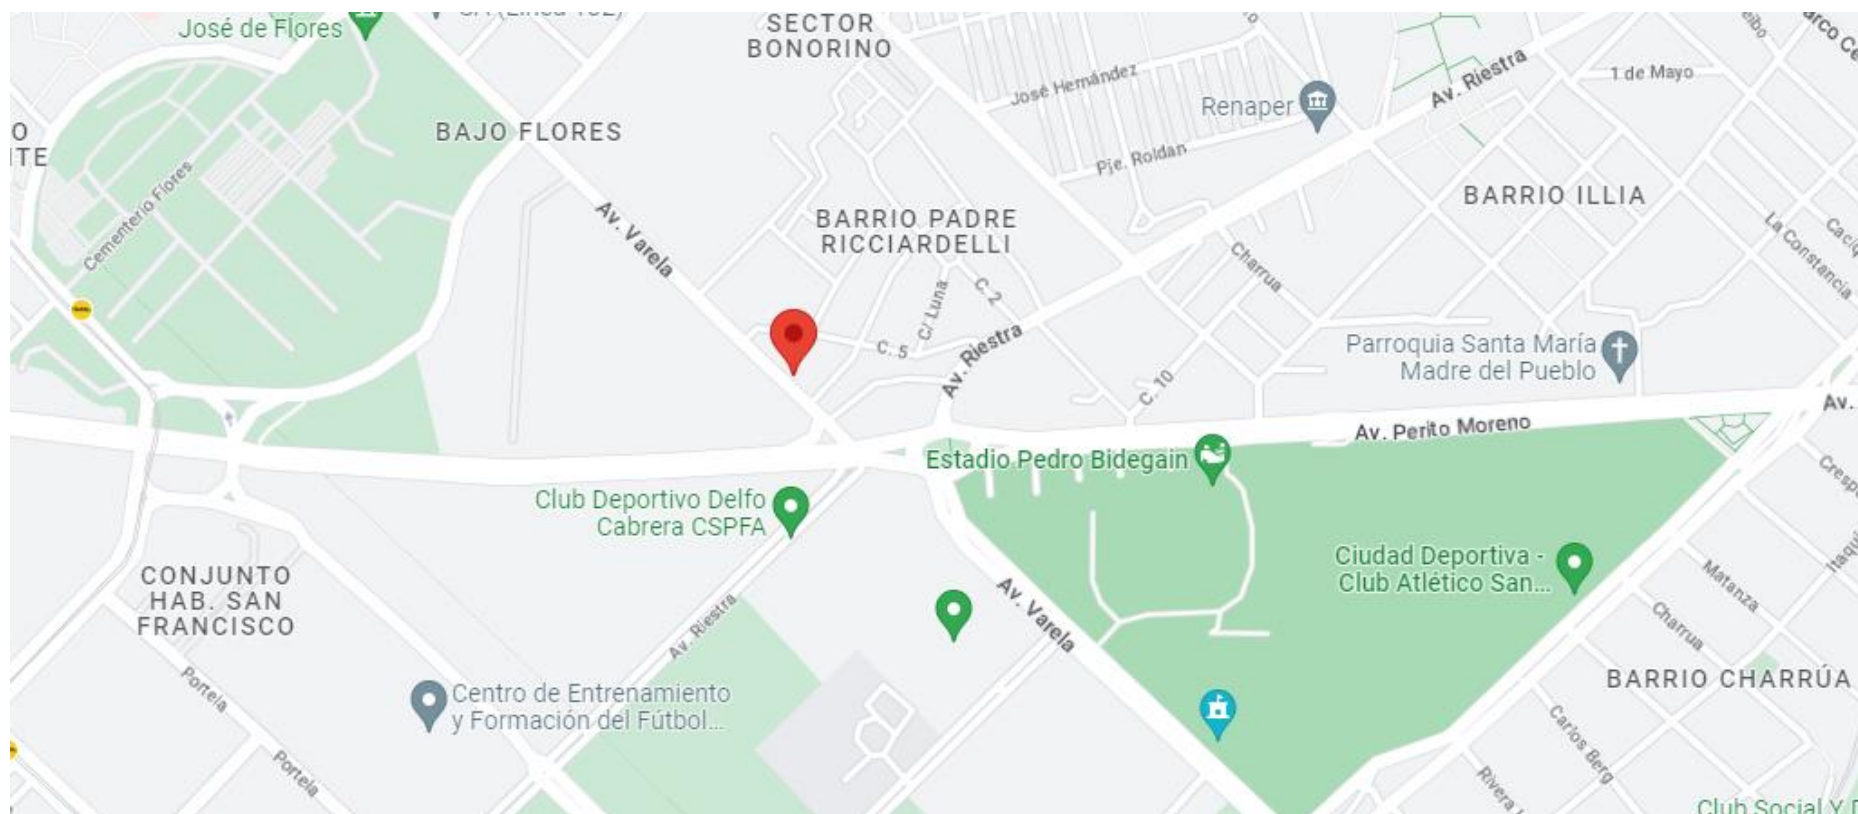 José de Flores
SECTOR
BONORINO
José Hernández
Renaper
Av. Riestra
1 de Mayo
BAJO FLORES
Cementerio Flores
Pje. Roldan
BARRIO ILLIA
La Constancia
Av. Varela
BARRIO PADRE
RICCIARDELLI
Charrua
C. 2
C/ Luna
C. 5
Av. Riestra
C. 10
Parroquia Santa María
Madre del Pueblo
Av. Perito Moreno
Av.
Estadio Pedro Bidegain
Club Deportivo Delfo
Cabrera CSPFA
Ciudad Deportiva -
Club Atlético San...
CONJUNTO
HAB. SAN
FRANCISCO
Av. Riestra
Av. Varela
Matanza
Charrua
BARRIO CHARRÚA
Portela
Centro de Entrenamiento
y Formación del Fútbol...
Carlos Berg
Portela
Rivera
Club Social Y D